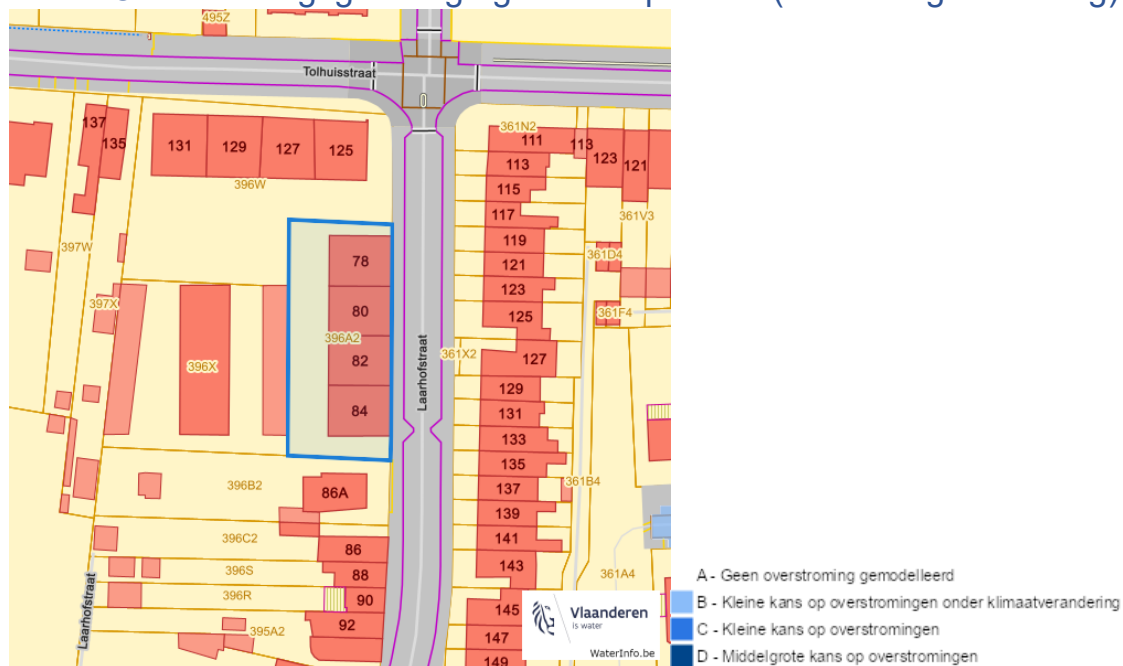 495Z
Tolhuisstraat
137
135
131
129
127
125
396W
361N2
111
113
123
121
113
115
117
119
121
123
125
127
129
131
133
135
137
139
141
143
145
147
149
361V3
361D4
361F4
361X2
361B4
361A4
397W
397X
396X
78
80
396A2
82
84
Laarhofstraat
396B2
86A
396C2
86
396S
88
396R
90
92
395A2
Laarhofstraat
Vlaanderen
is water
WaterInfo.be
A - Geen overstroming gemodelleerd
B - Kleine kans op overstromingen onder klimaatverandering
C - Kleine kans op overstromingen
D - Middelgrote kans op overstromingen